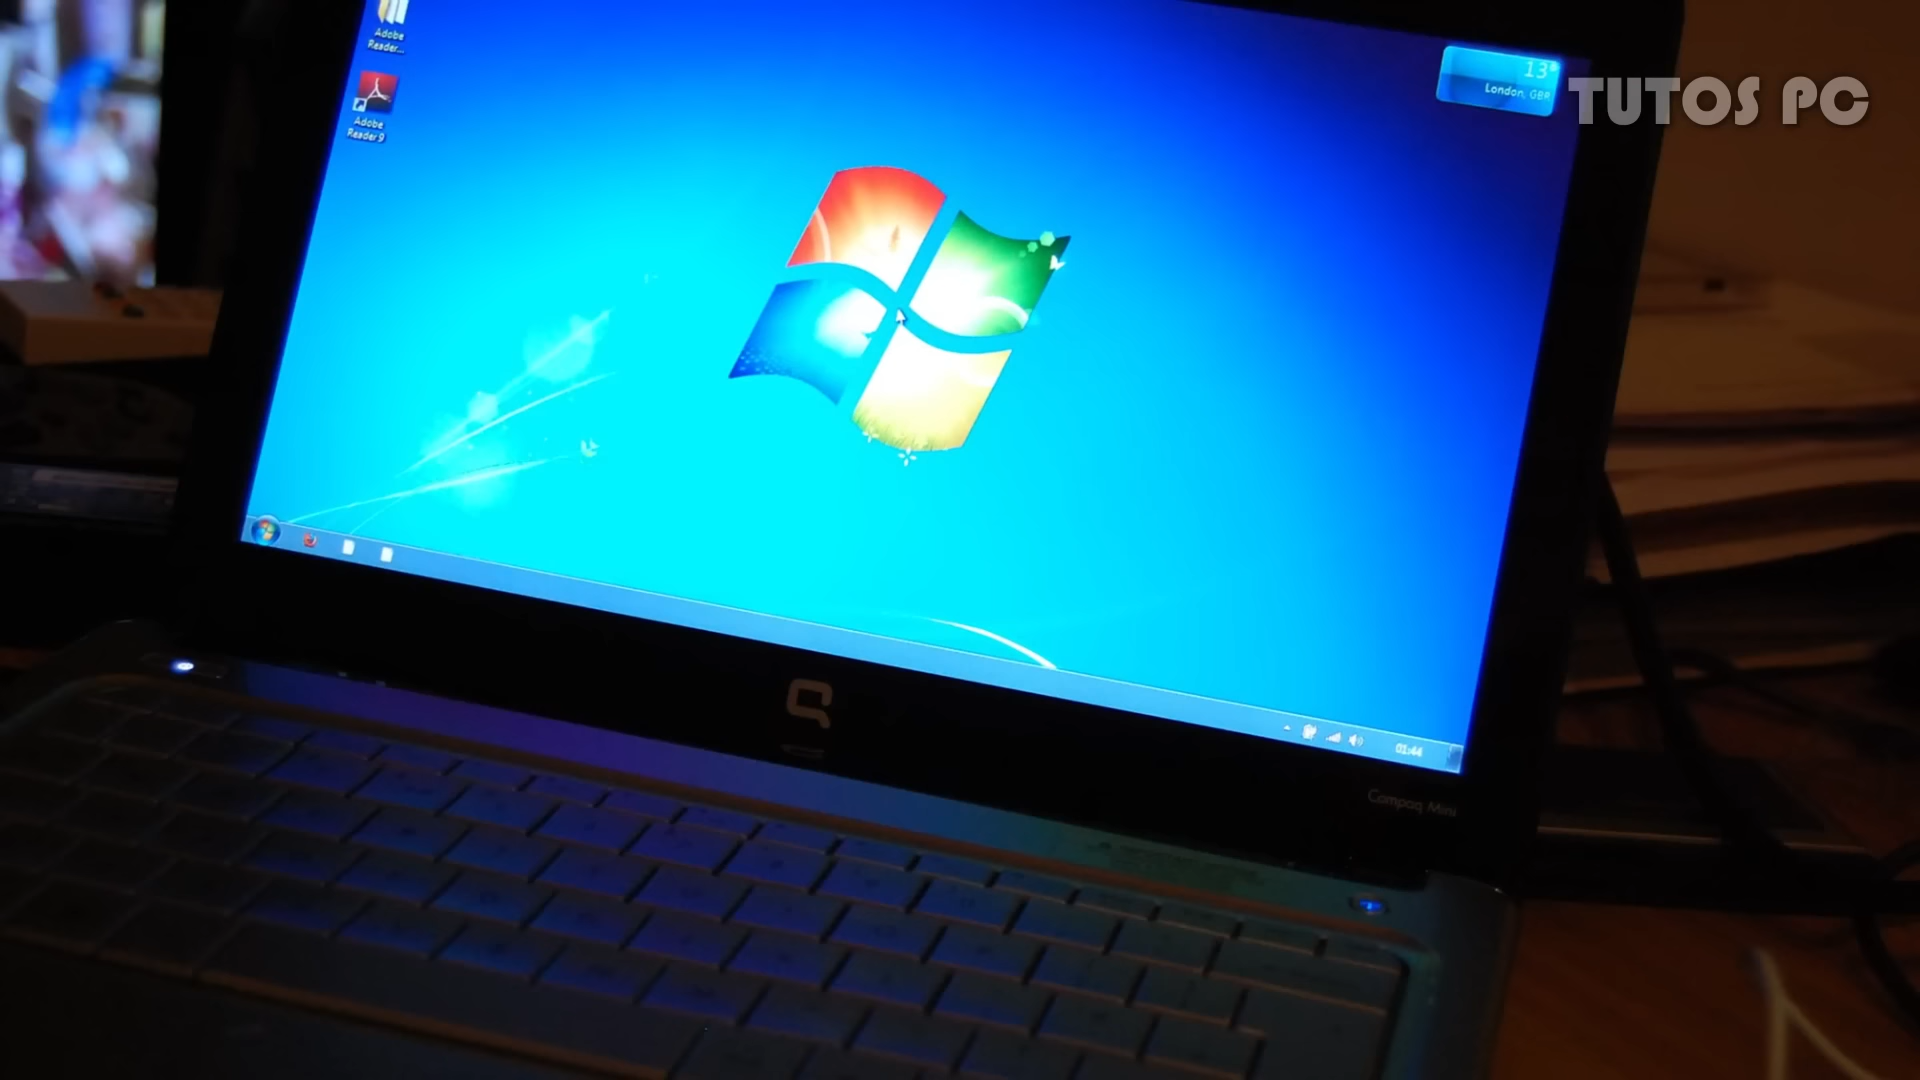 Adobe
Reader...
Adobe
Reader 9
13°
London, GBR
TUTOS PC
01:44
Compaq Mini